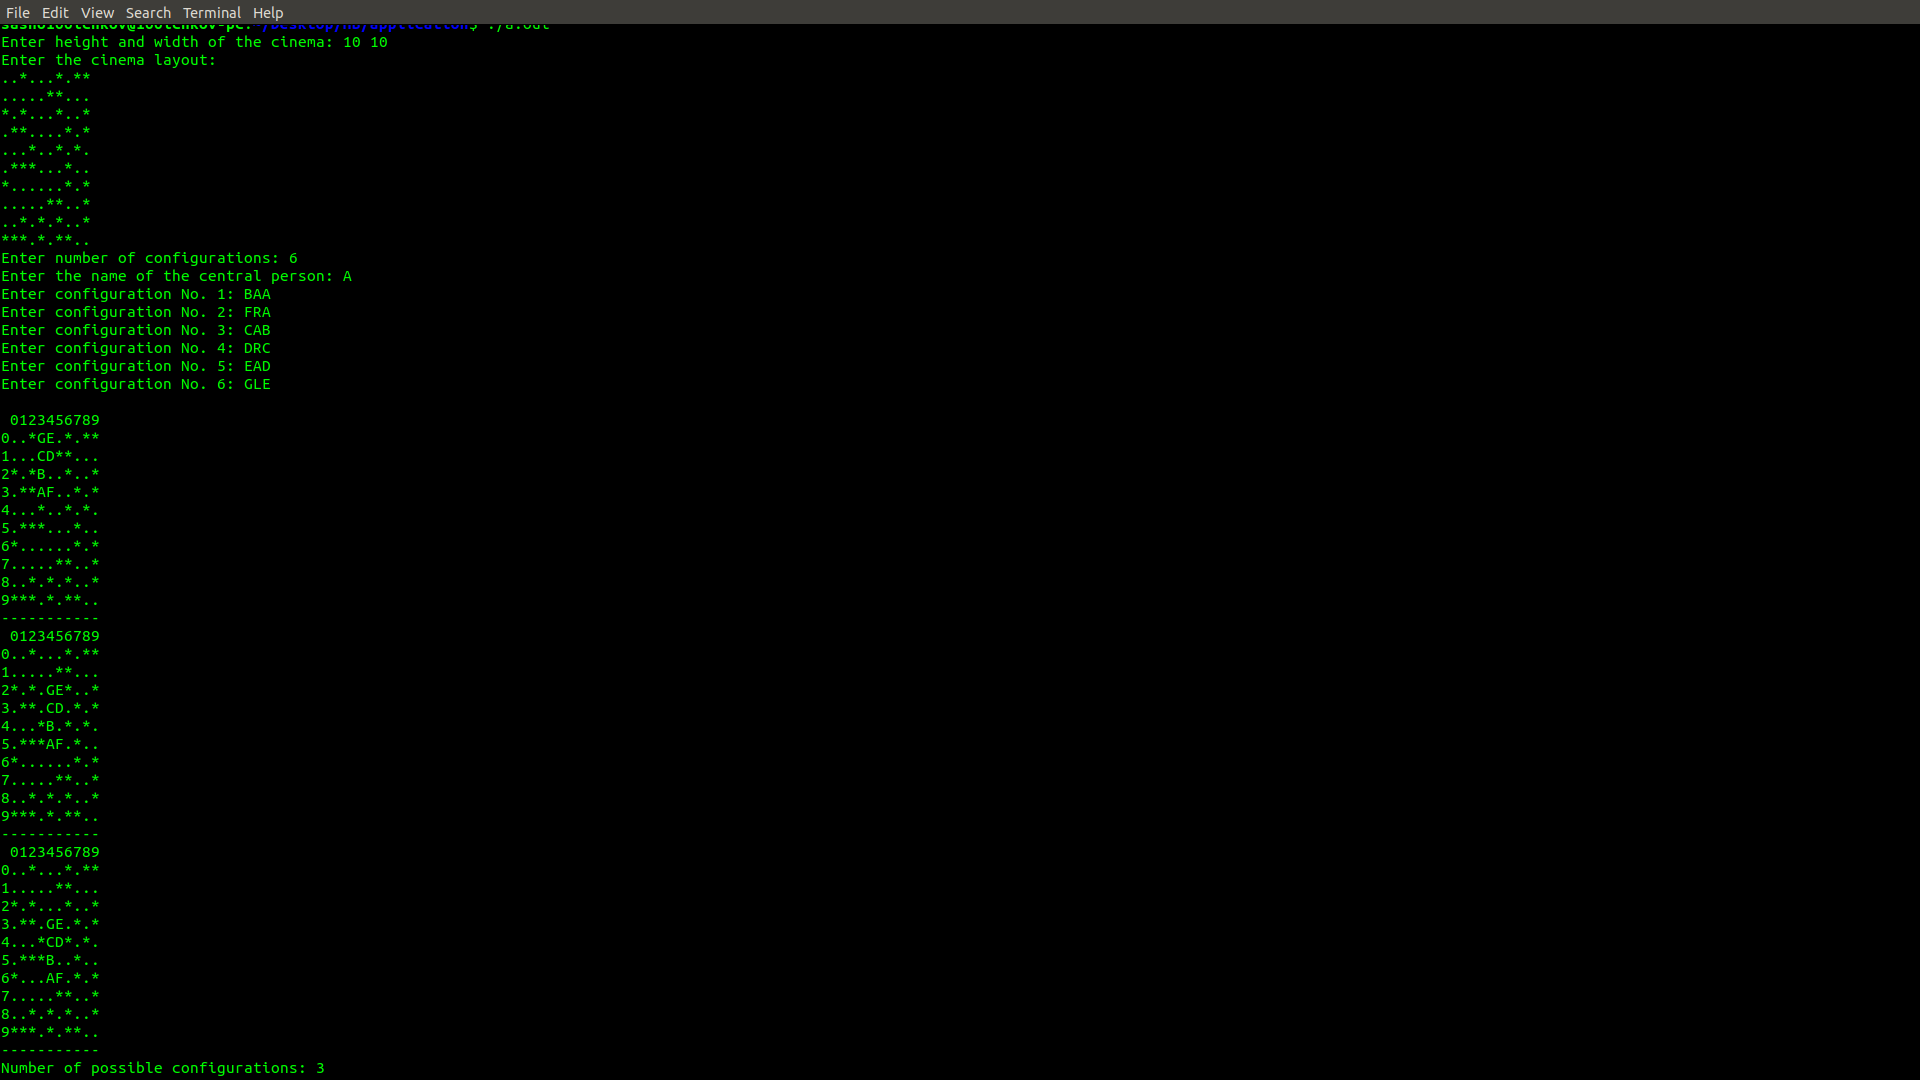 File Edit View Search Terminal Help
Enter height and width of the cinema: 10 10
Enter the cinema layout:
..*...*.**
.....**...
*.*...*..*
.**....*.*
...*..*.*.
.***...*..
*......*.*
.....**..*
..*.*.*..*
***.*.**..
Enter number of configurations: 6
Enter the name of the central person: A
Enter configuration No. 1: BAA
Enter configuration No. 2: FRA
Enter configuration No. 3: CAB
Enter configuration No. 4: DRC
Enter configuration No. 5: EAD
Enter configuration No. 6: GLE
 0123456789
0..*GE.*.**
1...CD**...
2*.*B..*..*
3.**AF..*.*
4...*..*.*.
5.***...*..
6*......*.*
7.....**..*
8..*.*.*..*
9***.*.**..
-----------
 0123456789
0..*...*.**
1.....**...
2*.*.GE*..*
3.**.CD.*.*
4...*B.*.*.
5.***AF.*..
6*......*.*
7.....**..*
8..*.*.*..*
9***.*.**..
-----------
 0123456789
0..*...*.**
1.....**...
2*.*...*..*
3.**.GE.*.*
4...*CD*.*.
5.***B..*..
6*...AF.*.*
7.....**..*
8..*.*.*..*
9***.*.**..
-----------
Number of possible configurations: 3